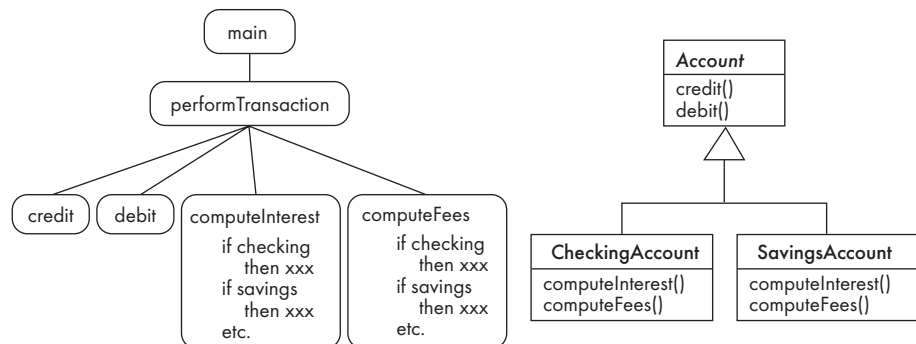 main
performTransaction
credit
debit
computeInterest
if checking
then xxx
if savings
then xxx
etc.
computeFees
if checking
then xxx
if savings
then xxx
etc.
Account
credit()
debit()
CheckingAccount
computeInterest()
computeFees()
SavingsAccount
computeInterest()
computeFees()